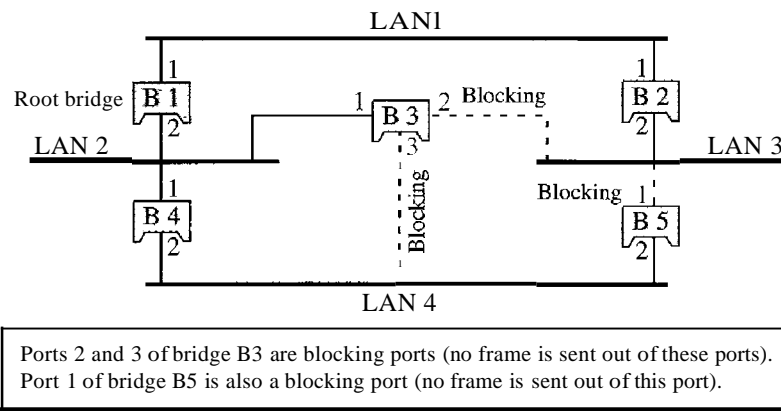 LAN1
1
1
Root bridge
B 1
1
B 3
2
Blocking
B 2
2
2
LAN 2
3
LAN 3
1
Blocking
Blocking
1
B 4
B 5
2
2
LAN 4
Ports 2 and 3 of bridge B3 are blocking ports (no frame is sent out of these ports).
Port 1 of bridge B5 is also a blocking port (no frame is sent out of this port).